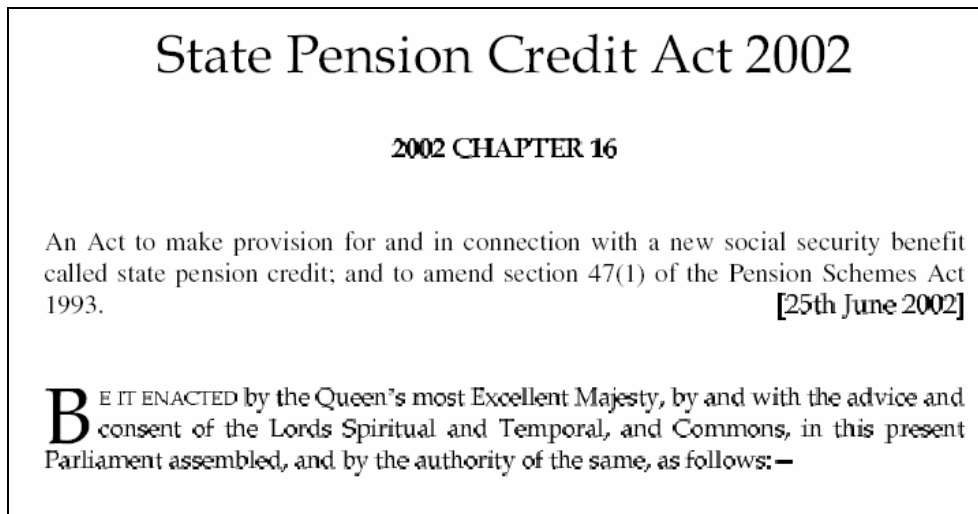 State Pension Credit Act 2002
2002 CHAPTER 16
An Act to make provision for and in connection with a new social security benefit
called state pension credit; and to amend section 47(1) of the Pension Schemes Act
1993. [25th June 2002]
BE IT ENACTED by the Queen’s most Excellent Majesty, by and with the advice and
consent of the Lords Spiritual and Temporal, and Commons, in this present
Parliament assembled, and by the authority of the same, as follows:—